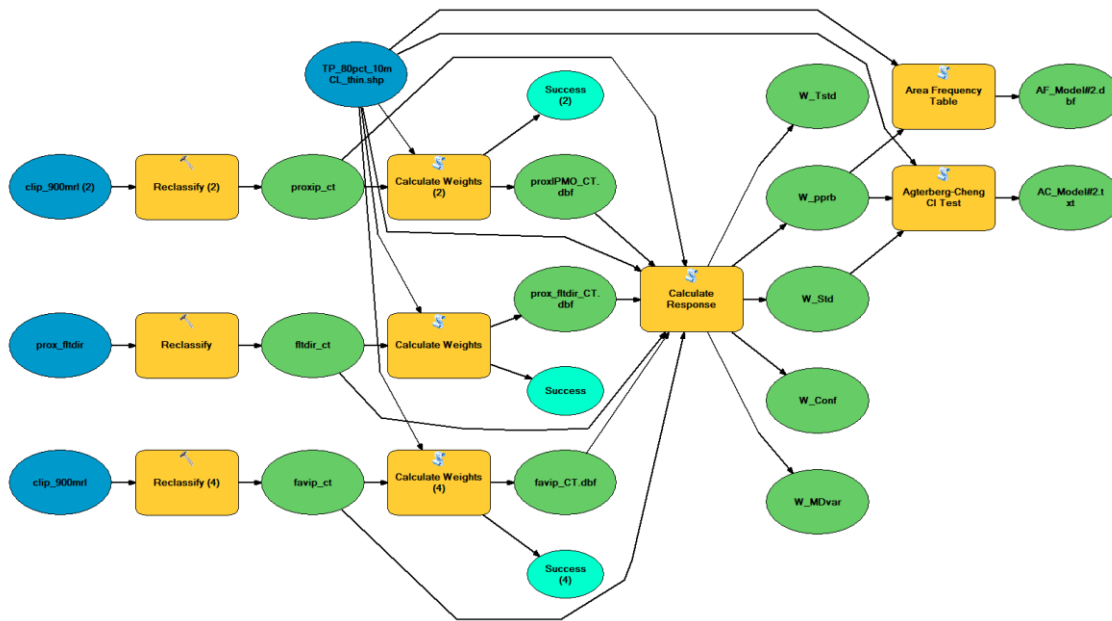 TP_80pct_10m
CL_thin.shp
Success
(2)
W_Tstd
Area Frequency
Table
AF_Model#2.d
bf
clip_900mrl (2)
Reclassify (2)
proxip_ct
Calculate Weights
(2)
proxIPMO_CT.
dbf
W_pprb
Agterberg-Cheng
CI Test
AC_Model#2.t
xt
prox_fltdir_CT.
dbf
Calculate
Response
W_Std
prox_fltdir
Reclassify
fltdir_ct
Calculate Weights
Success
W_Conf
clip_900mrl
Reclassify (4)
favip_ct
Calculate Weights
(4)
favip_CT.dbf
W_MDvar
Success
(4)